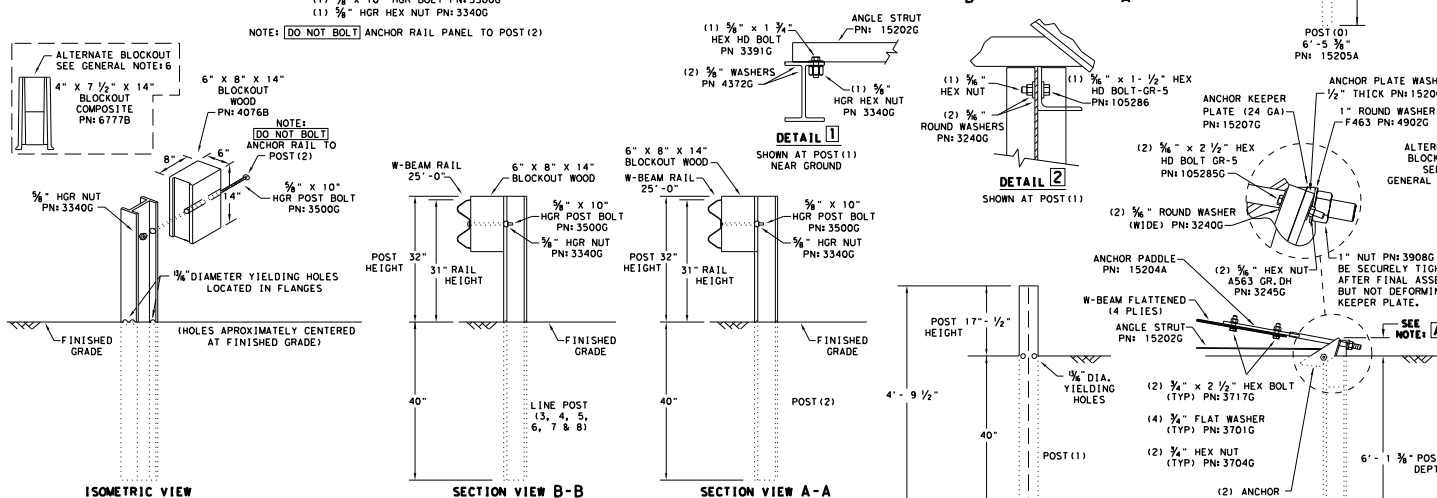 (1) ⅝" HGR HEX NUT PN:3340G
NOTE: DO NOT BOLT ANCHOR RAIL PANEL TO POST(2)
ALTERNATE BLOCKOUT
SEE GENERAL NOTE:6
4" X 7 ½" X 14"
BLOCKOUT
COMPOSITE
PN:6777B
6" X 8" X 14"
BLOCKOUT
WOOD
PN:4076B
NOTE:
DO NOT BOLT
ANCHOR RAIL TO
POST(2)
8"
6"
14"
⅝" X 10"
HGR POST BOLT
PN:3500G
⅝" HGR NUT
PN:3340G
13/16" DIAMETER YIELDING HOLES
LOCATED IN FLANGES
(HOLES APROXIMATELY CENTERED
AT FINISHED GRADE)
FINISHED
GRADE
ISOMETRIC VIEW
W-BEAM RAIL
25'-0"
6" X 8" X 14"
BLOCKOUT WOOD
⅝" X 10"
HGR POST BOLT
PN:3500G
⅝" HGR NUT
PN:3340G
POST 32"
HEIGHT
31" RAIL
HEIGHT
FINISHED
GRADE
40"
LINE POST
(3, 4, 5,
6, 7 & 8)
SECTION VIEW B-B
6" X 8" X 14"
BLOCKOUT WOOD
W-BEAM RAIL
25'-0"
⅝" X 10"
HGR POST BOLT
PN:3500G
⅝" HGR NUT
PN:3340G
POST 32"
HEIGHT
31" RAIL
HEIGHT
FINISHED
GRADE
40"
POST(2)
SECTION VIEW A-A
(1) ⅝" x 1 ¾"
HEX HD BOLT
PN 3391G
ANGLE STRUT
PN: 15202G
(2) ⅝" WASHERS
PN 4372G
(1) ⅝"
HGR HEX NUT
PN 3340G
DETAIL 1
SHOWN AT POST(1)
NEAR GROUND
(1) 5/16"
HEX NUT
(1) 5/16" x 1-½" HEX
HD BOLT-GR-5
PN:105286
(2) 5/16"
ROUND WASHERS
PN:3240G
DETAIL 2
SHOWN AT POST(1)
POST 17"-½"
HEIGHT
4'- 9 ½"
13/16" DIA.
YIELDING
HOLES
40"
POST(1)
POST(0)
6'-5 ⅜"
PN:15205A
ANCHOR PLATE WASH
½" THICK PN:1520
ANCHOR KEEPER
PLATE (24 GA)
PN:15207G
1" ROUND WASHER
F463 PN:4902G
(2) 5/16" x 2 ½" HEX
HD BOLT GR-5
PN:105285G
(2) 5/16" ROUND WASHER
(WIDE) PN:3240G
(2) 5/16" HEX NUT
A563 GR.DH
PN:3245G
1" NUT PN:3908G
BE SECURELY TIGH
AFTER FINAL ASSE
BUT NOT DEFORMIN
KEEPER PLATE.
ALTER
BLOCK
SEE
GENERAL
ANCHOR PADDLE
PN: 15204A
W-BEAM FLATTENED
(4 PLIES)
ANGLE STRUT
PN: 15202G
SEE
NOTE: A
(2) ¾" x 2 ½" HEX BOLT
(TYP) PN:3717G
(4) ¾" FLAT WASHER
(TYP) PN:3701G
(2) ¾" HEX NUT
(TYP) PN:3704G
(2) ANCHOR
6'- 1 ⅜" POS
DEPT